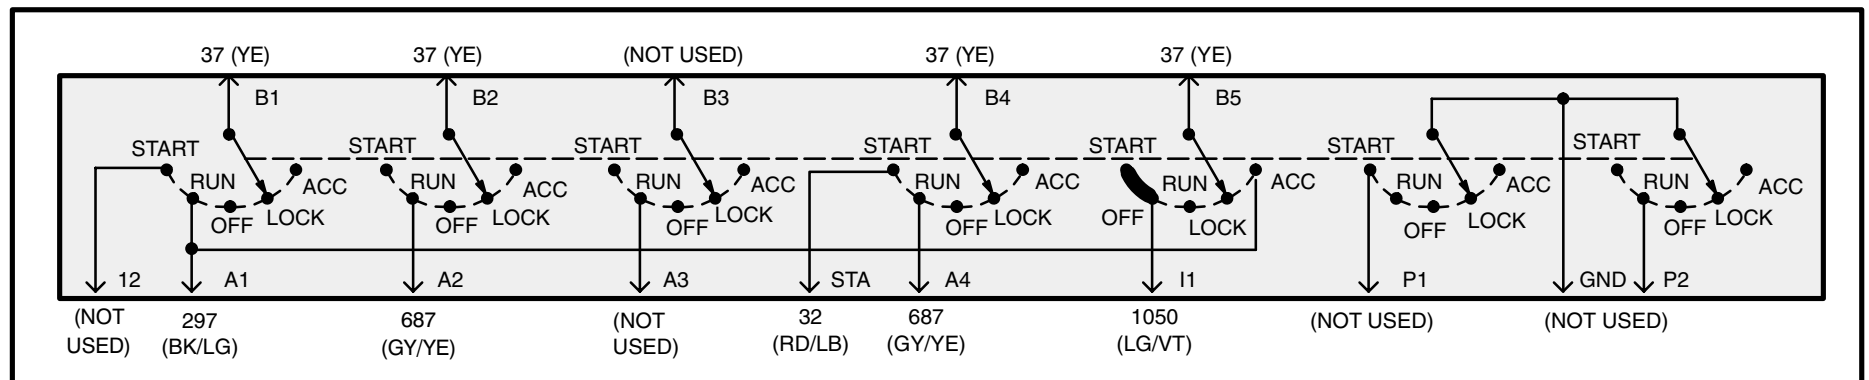 37 (YE) 37 (YE) (NOT USED) 37 (YE) 37 (YE)
B1 B2 B3 B4 B5
START START START START START START START
RUN ACC RUN ACC RUN ACC RUN ACC RUN ACC RUN ACC RUN ACC
OFF LOCK OFF LOCK OFF LOCK OFF LOCK OFF LOCK OFF LOCK OFF LOCK
12 A1 A2 A3 STA A4 I1 P1 GND P2
(NOT 297 687 (NOT 32 687 1050 (NOT USED) (NOT USED)
USED) (BK/LG) (GY/YE) USED) (RD/LB) (GY/YE) (LG/VT)